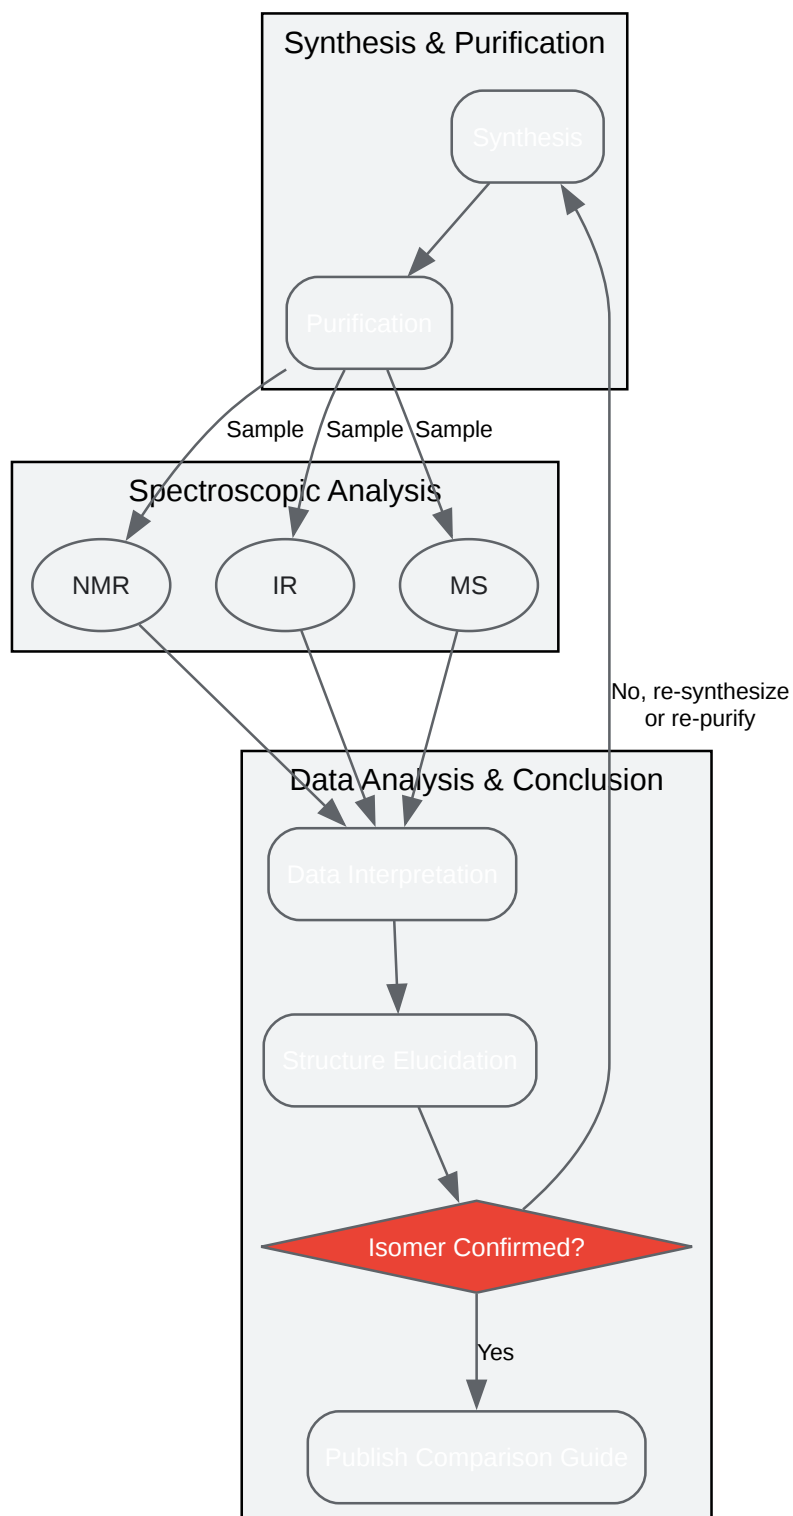 Synthesis & Purification
Synthesis
Purification
Sample
Sample
Sample
Spectroscopic Analysis
NMR
IR
MS
No, re-synthesize
or re-purify
Data Analysis & Conclusion
Data Interpretation
Structure Elucidation
Isomer Confirmed?
Yes
Publish Comparison Guide